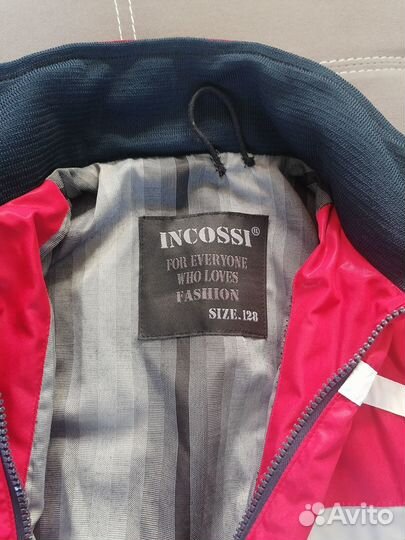 INCOSSI®
FOR EVERYONE
WHO LOVES
FASHION
SIZE.128
Avito